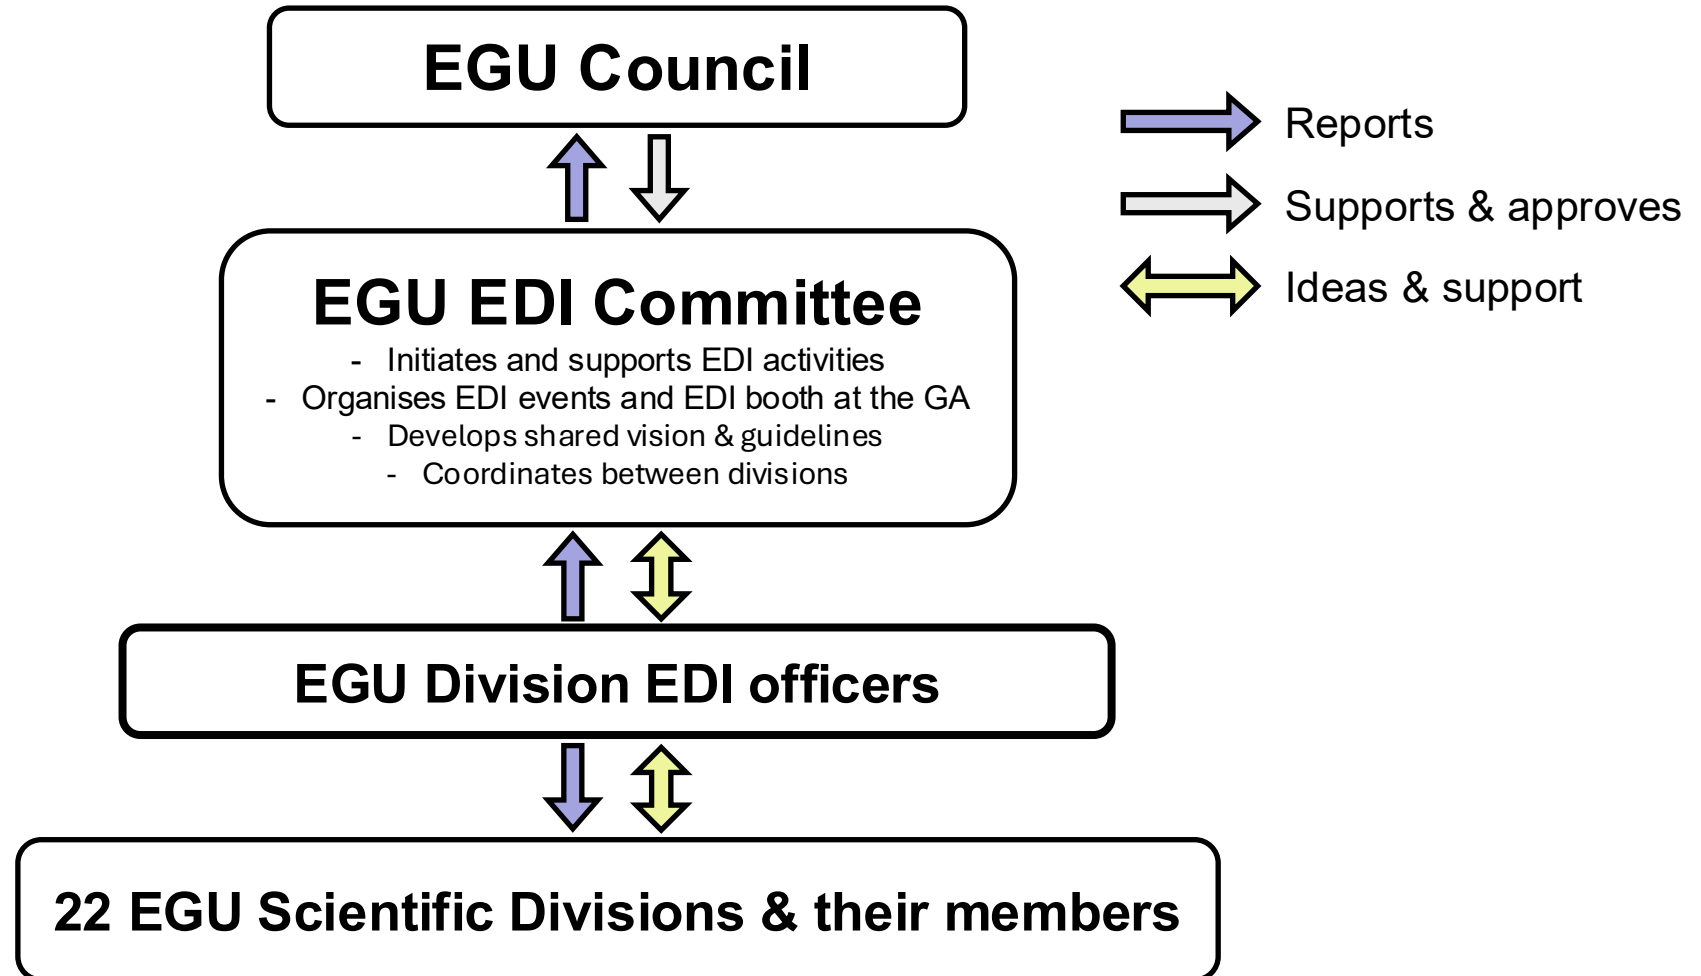 EGU Council
Reports
Supports & approves
Ideas & support
EGU EDI Committee
- Initiates and supports EDI activities
- Organises EDI events and EDI booth at the GA
- Develops shared vision & guidelines
- Coordinates between divisions
EGU Division EDI officers
22 EGU Scientific Divisions & their members